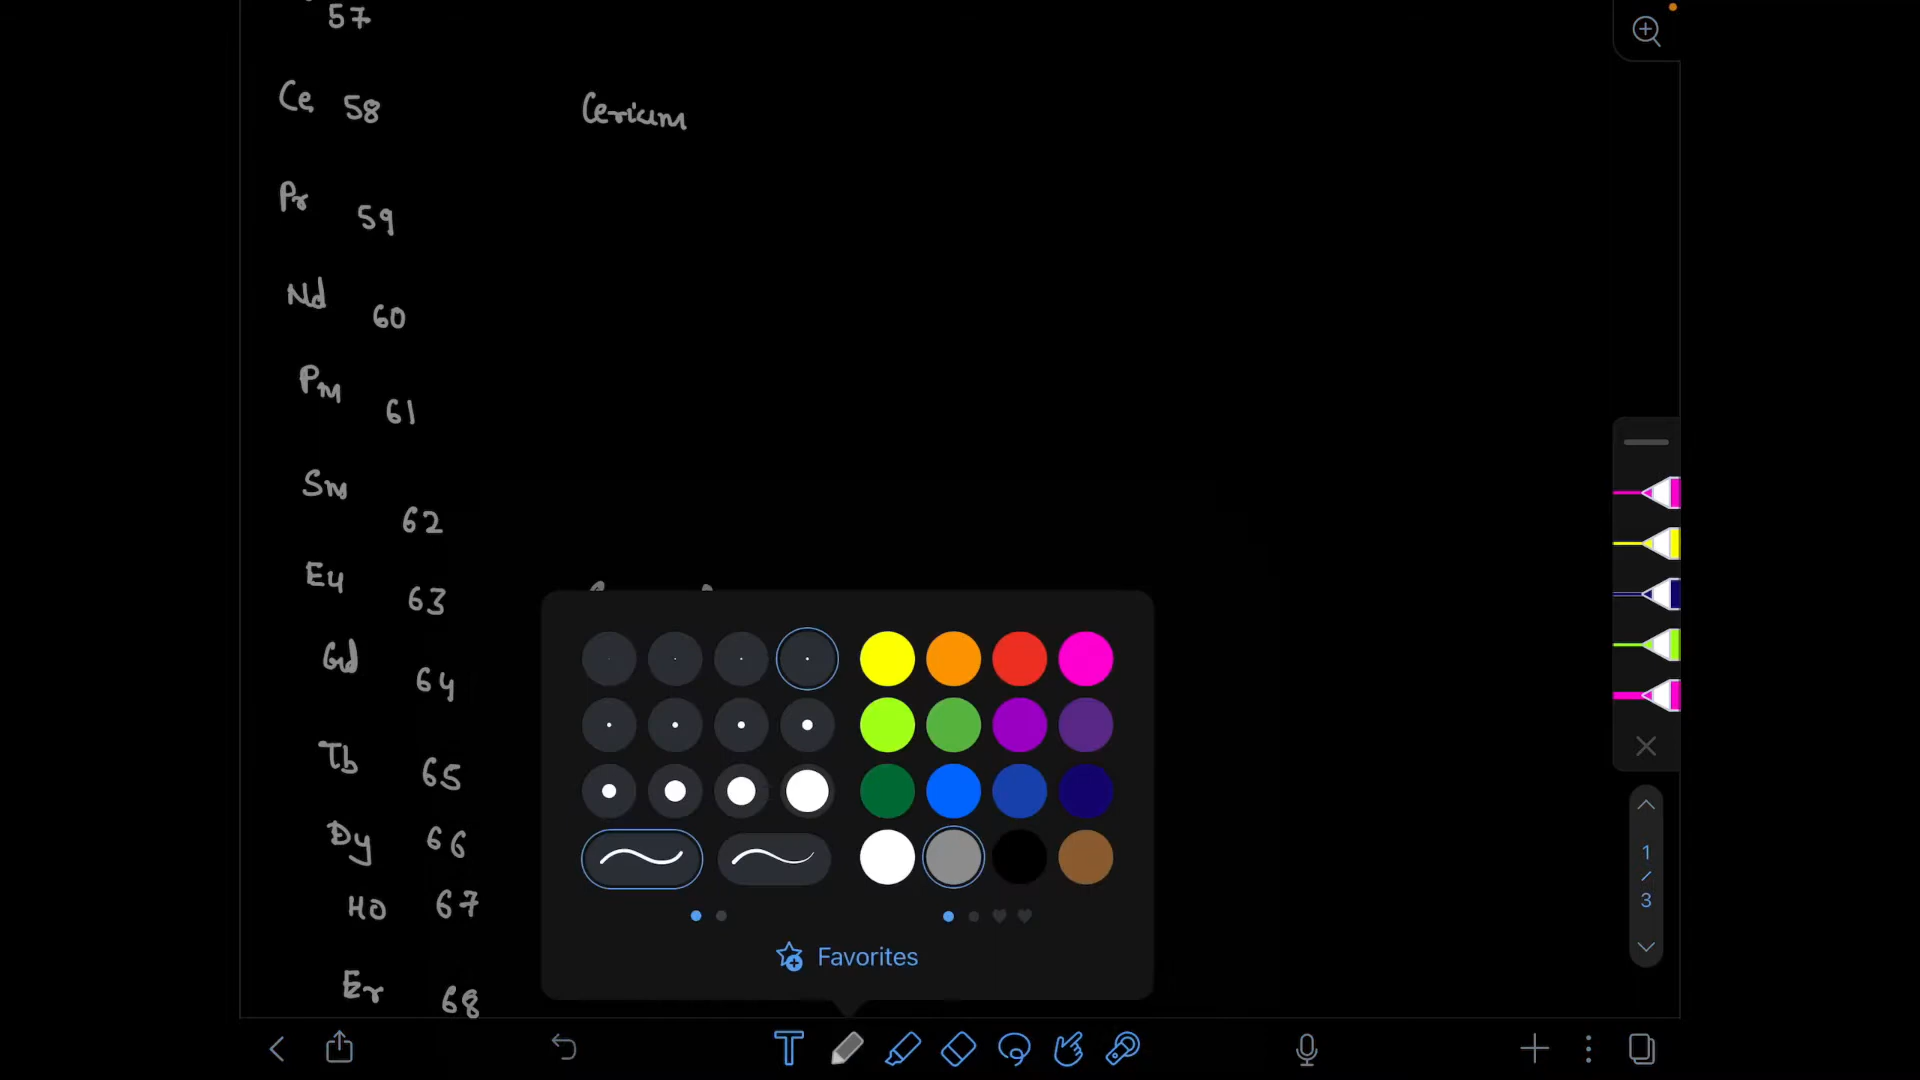 57
Ce 58 Cerium
Pr 59
Nd 60
Pm 61
Sm 62
Eu 63
Gd 64
Tb 65
Dy 66
Ho 67
Er 68
Favorites
1
/
3
T